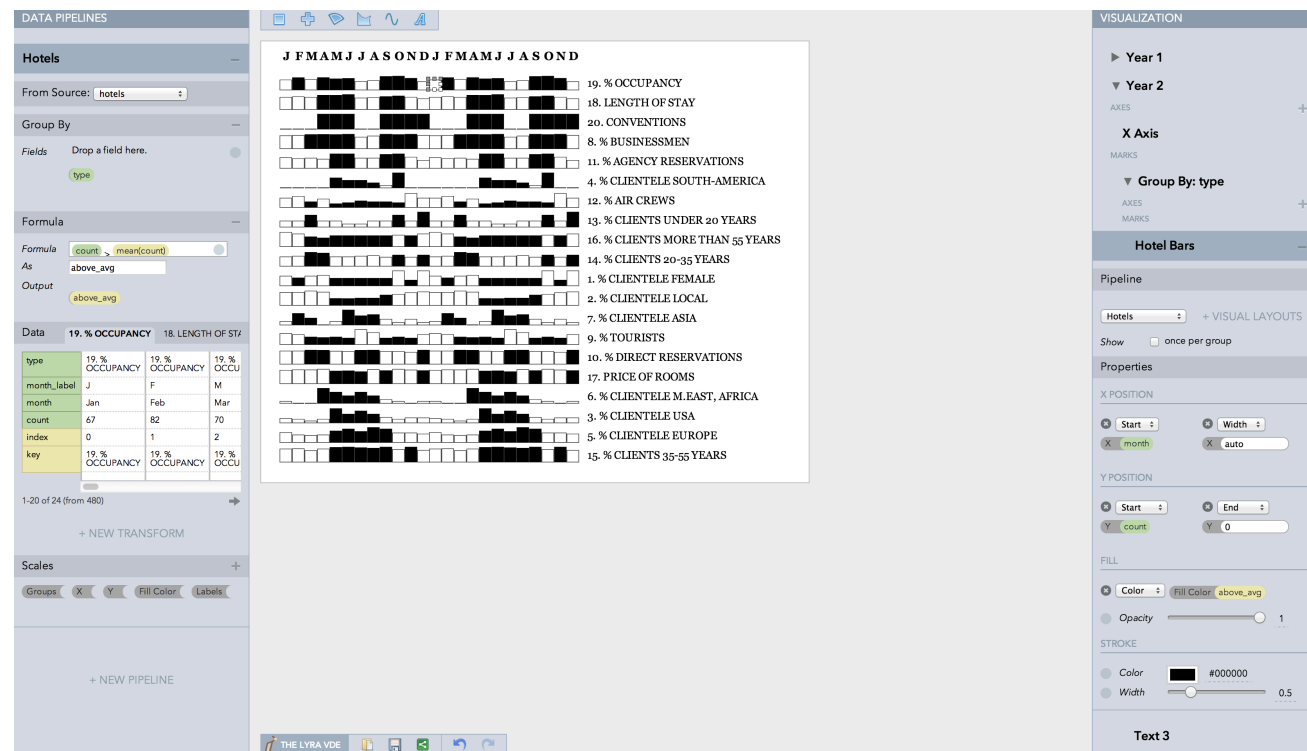 DATA PIPELINES
Hotels
From Source: hotels
Group By
Fields Drop a field here.
type
Formula
Formula count > mean(count)
As above_avg
Output
above_avg
Data 19. % OCCUPANCY 18. LENGTH OF STA
type 19. % OCCUPANCY 19. % OCCUPANCY 19. % OCCU
month_label J F M
month Jan Feb Mar
count 67 82 70
index 0 1 2
key 19. % OCCUPANCY 19. % OCCUPANCY 19. % OCCU
1-20 of 24 (from 480)
+ NEW TRANSFORM
Scales
Groups X Y Fill Color Labels
+ NEW PIPELINE
J F M A M J J A S O N D J F M A M J J A S O N D
19. % OCCUPANCY
18. LENGTH OF STAY
20. CONVENTIONS
8. % BUSINESSMEN
11. % AGENCY RESERVATIONS
4. % CLIENTELE SOUTH-AMERICA
12. % AIR CREWS
13. % CLIENTS UNDER 20 YEARS
16. % CLIENTS MORE THAN 55 YEARS
14. % CLIENTS 20-35 YEARS
1. % CLIENTELE FEMALE
2. % CLIENTELE LOCAL
7. % CLIENTELE ASIA
9. % TOURISTS
10. % DIRECT RESERVATIONS
17. PRICE OF ROOMS
6. % CLIENTELE M.EAST, AFRICA
3. % CLIENTELE USA
5. % CLIENTELE EUROPE
15. % CLIENTS 35-55 YEARS
THE LYRA VDE
VISUALIZATION
Year 1
Year 2
AXES
X Axis
MARKS
Group By: type
AXES
MARKS
Hotel Bars
Pipeline
Hotels + VISUAL LAYOUTS
Show once per group
Properties
X POSITION
Start Width
X month X auto
Y POSITION
Start End
Y count Y 0
FILL
Color Fill Color above_avg
Opacity 1
STROKE
Color #000000
Width 0.5
Text 3